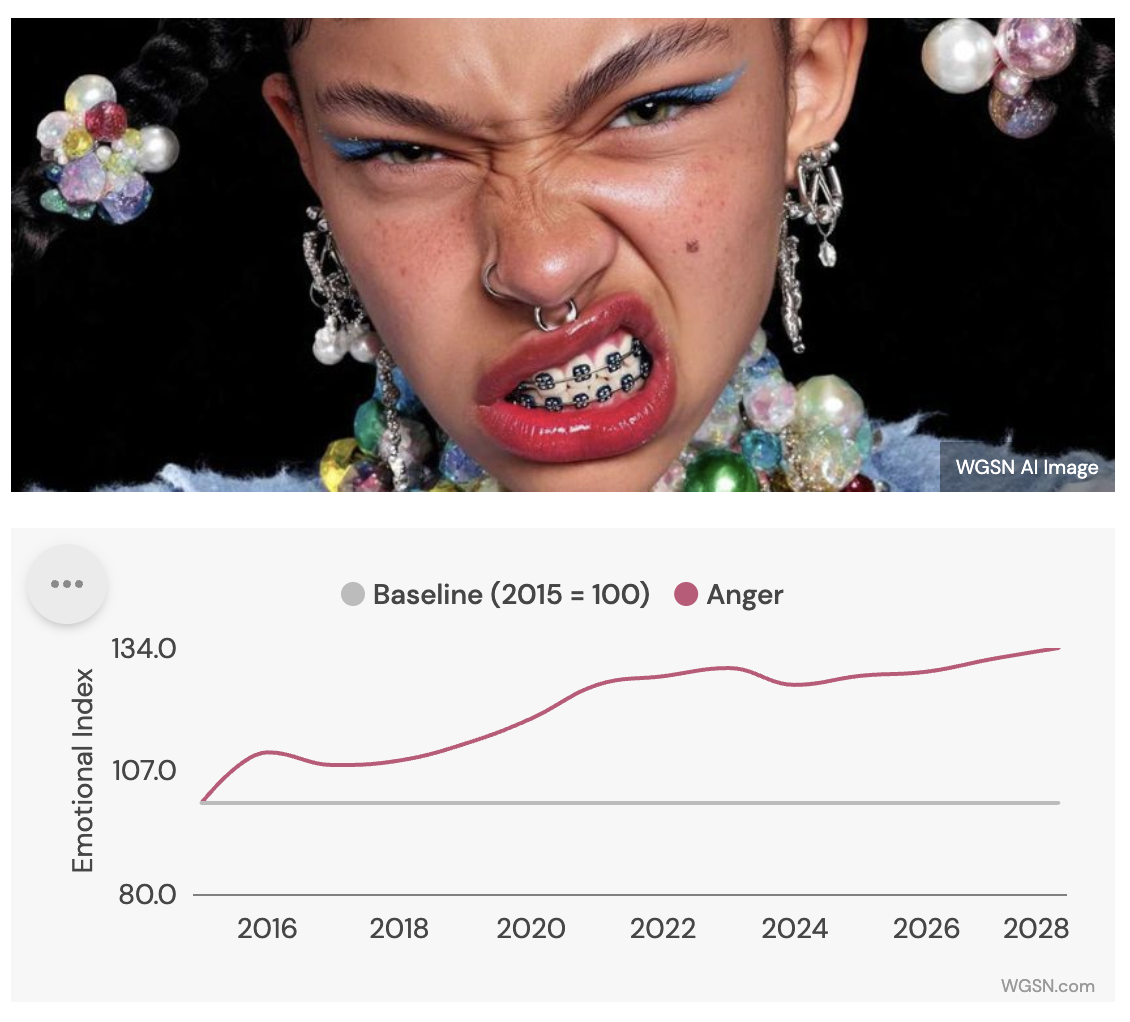 WGSN AI Image
•••
Baseline (2015 = 100) Anger
134.0
Emotional Index
107.0
80.0
2016 2018 2020 2022 2024 2026 2028
WGSN.com